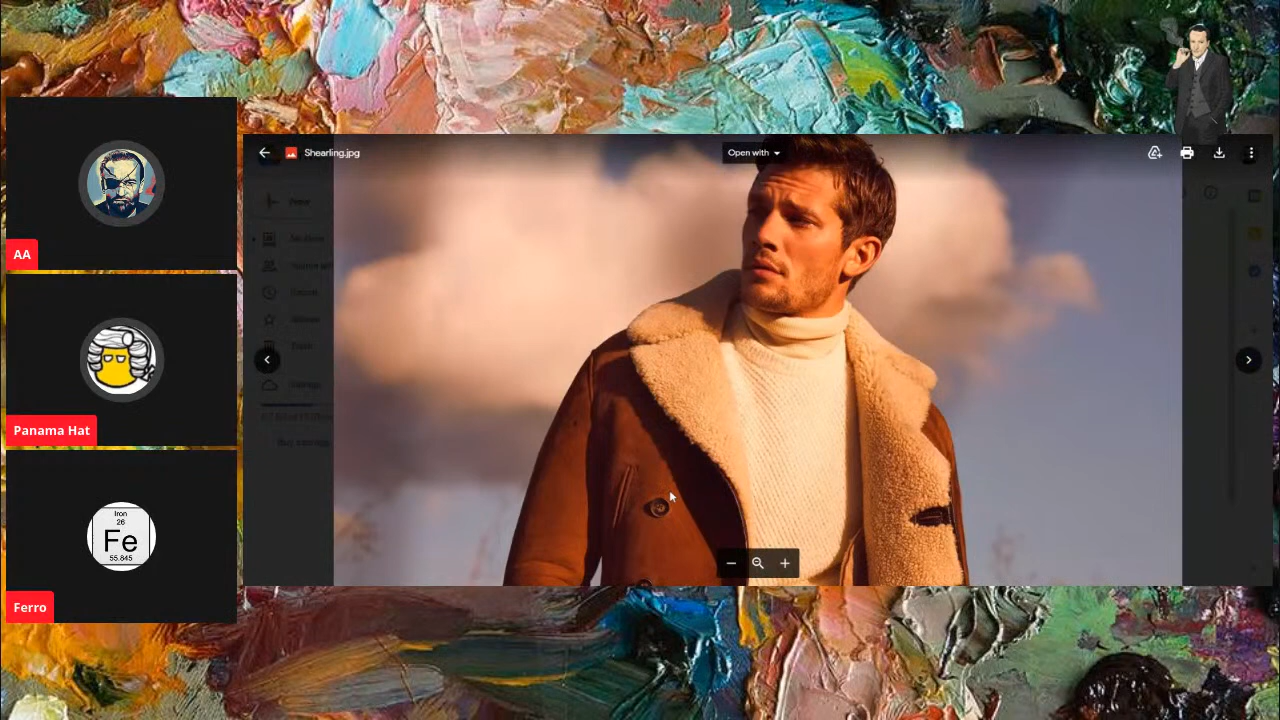 Shearling.jpg
Open with
AA
Panama Hat
Iron
26
Fe
55.845
Ferro